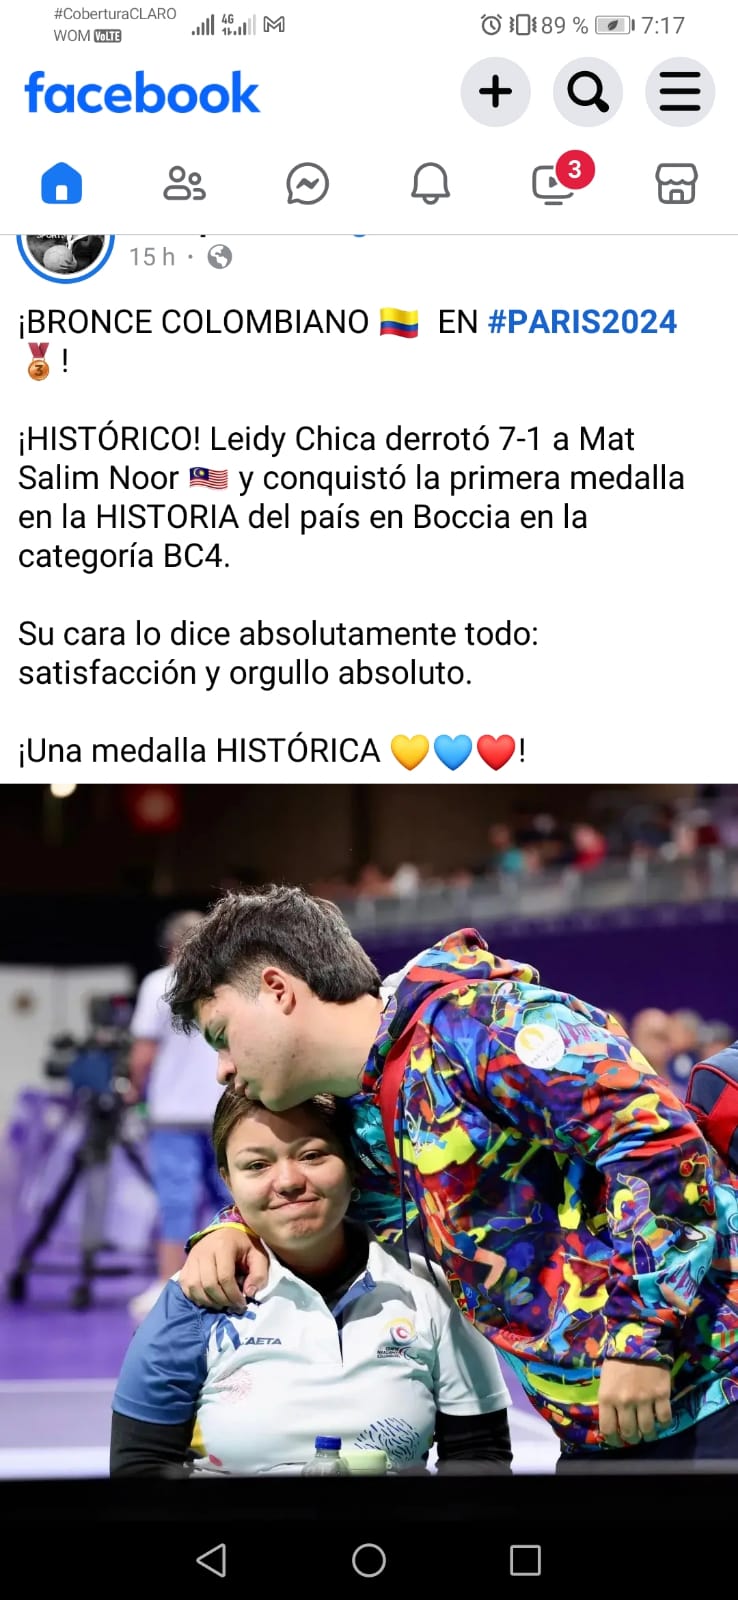 #CoberturaCLARO
WOM VoLTE 4G 89 % 7:17
facebook
3
15 h ·
¡BRONCE COLOMBIANO EN #PARIS2024
3 !
¡HISTÓRICO! Leidy Chica derrotó 7-1 a Mat
Salim Noor y conquistó la primera medalla
en la HISTORIA del país en Boccia en la
categoría BC4.
Su cara lo dice absolutamente todo:
satisfacción y orgullo absoluto.
¡Una medalla HISTÓRICA !